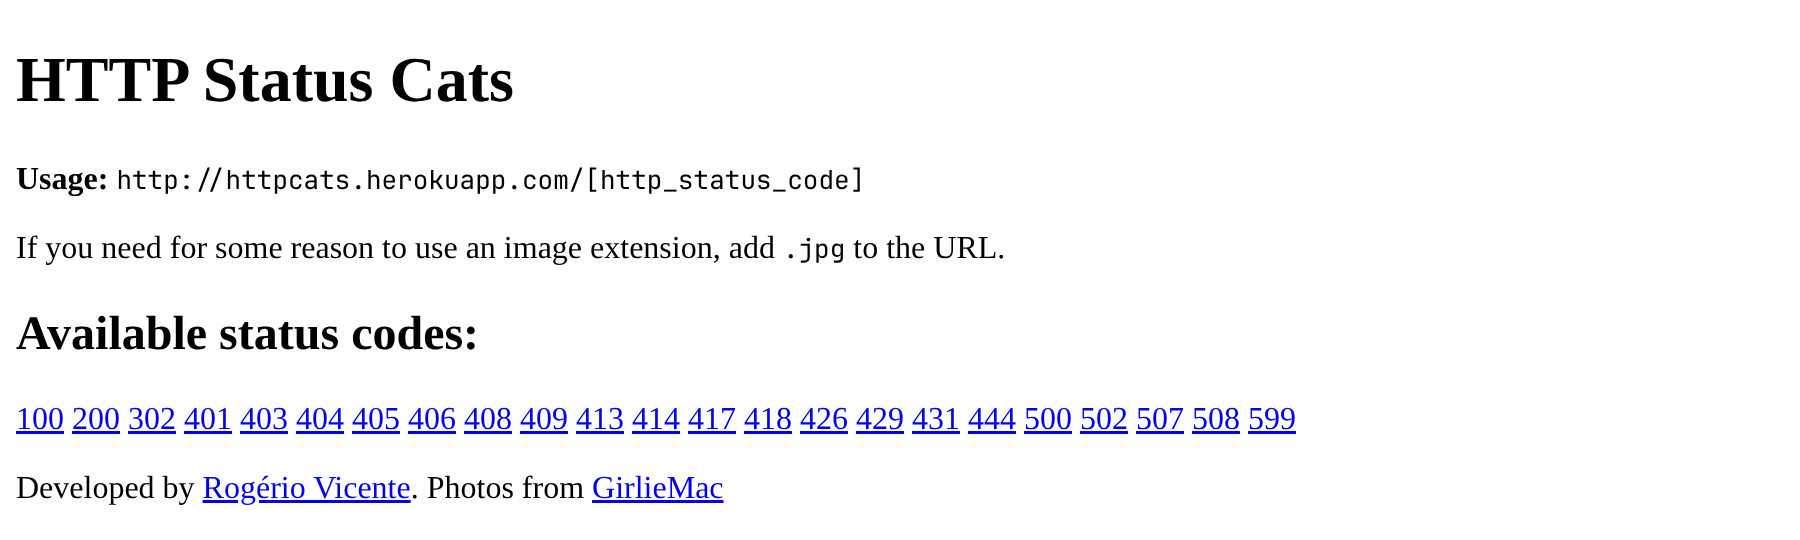 HTTP Status Cats
Usage: http://httpcats.herokuapp.com/[http_status_code]
If you need for some reason to use an image extension, add .jpg to the URL.
Available status codes:
100 200 302 401 403 404 405 406 408 409 413 414 417 418 426 429 431 444 500 502 507 508 599
Developed by Rogério Vicente. Photos from GirlieMac